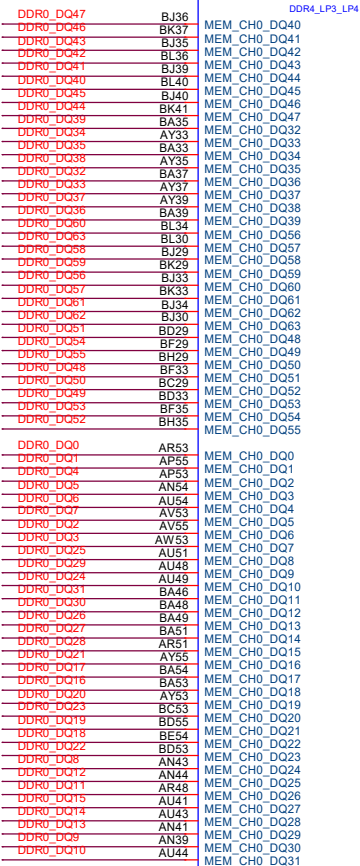 DDR4_LP3_LP4
DDR0_DQ47 BJ36 MEM_CH0_DQ40
DDR0_DQ46 BK37 MEM_CH0_DQ41
DDR0_DQ43 BJ35 MEM_CH0_DQ42
DDR0_DQ42 BL36 MEM_CH0_DQ43
DDR0_DQ41 BJ39 MEM_CH0_DQ44
DDR0_DQ40 BL40 MEM_CH0_DQ45
DDR0_DQ45 BJ40 MEM_CH0_DQ46
DDR0_DQ44 BK41 MEM_CH0_DQ47
DDR0_DQ39 BA35 MEM_CH0_DQ32
DDR0_DQ34 AY33 MEM_CH0_DQ33
DDR0_DQ35 BA33 MEM_CH0_DQ34
DDR0_DQ38 AY35 MEM_CH0_DQ35
DDR0_DQ32 BA37 MEM_CH0_DQ36
DDR0_DQ33 AY37 MEM_CH0_DQ37
DDR0_DQ37 AY39 MEM_CH0_DQ38
DDR0_DQ36 BA39 MEM_CH0_DQ39
DDR0_DQ60 BL34 MEM_CH0_DQ56
DDR0_DQ63 BL30 MEM_CH0_DQ57
DDR0_DQ58 BJ29 MEM_CH0_DQ58
DDR0_DQ59 BK29 MEM_CH0_DQ59
DDR0_DQ56 BJ33 MEM_CH0_DQ60
DDR0_DQ57 BK33 MEM_CH0_DQ61
DDR0_DQ61 BJ34 MEM_CH0_DQ62
DDR0_DQ62 BJ30 MEM_CH0_DQ63
DDR0_DQ51 BD29 MEM_CH0_DQ48
DDR0_DQ54 BF29 MEM_CH0_DQ49
DDR0_DQ55 BH29 MEM_CH0_DQ50
DDR0_DQ48 BF33 MEM_CH0_DQ51
DDR0_DQ50 BC29 MEM_CH0_DQ52
DDR0_DQ49 BD33 MEM_CH0_DQ53
DDR0_DQ53 BF35 MEM_CH0_DQ54
DDR0_DQ52 BH35 MEM_CH0_DQ55
DDR0_DQ0 AR53 MEM_CH0_DQ0
DDR0_DQ1 AP55 MEM_CH0_DQ1
DDR0_DQ4 AP53 MEM_CH0_DQ2
DDR0_DQ5 AN54 MEM_CH0_DQ3
DDR0_DQ6 AU54 MEM_CH0_DQ4
DDR0_DQ7 AV53 MEM_CH0_DQ5
DDR0_DQ2 AV55 MEM_CH0_DQ6
DDR0_DQ3 AW53 MEM_CH0_DQ7
DDR0_DQ25 AU51 MEM_CH0_DQ8
DDR0_DQ29 AU48 MEM_CH0_DQ9
DDR0_DQ24 AU49 MEM_CH0_DQ10
DDR0_DQ31 BA46 MEM_CH0_DQ11
DDR0_DQ30 BA48 MEM_CH0_DQ12
DDR0_DQ26 BA49 MEM_CH0_DQ13
DDR0_DQ27 BA51 MEM_CH0_DQ14
DDR0_DQ28 AR51 MEM_CH0_DQ15
DDR0_DQ21 AY55 MEM_CH0_DQ16
DDR0_DQ17 BA54 MEM_CH0_DQ17
DDR0_DQ16 BA53 MEM_CH0_DQ18
DDR0_DQ20 AY53 MEM_CH0_DQ19
DDR0_DQ23 BC53 MEM_CH0_DQ20
DDR0_DQ19 BD55 MEM_CH0_DQ21
DDR0_DQ18 BE54 MEM_CH0_DQ22
DDR0_DQ22 BD53 MEM_CH0_DQ23
DDR0_DQ8 AN43 MEM_CH0_DQ24
DDR0_DQ12 AN44 MEM_CH0_DQ25
DDR0_DQ11 AR48 MEM_CH0_DQ26
DDR0_DQ15 AU41 MEM_CH0_DQ27
DDR0_DQ14 AU43 MEM_CH0_DQ28
DDR0_DQ13 AN41 MEM_CH0_DQ29
DDR0_DQ9 AN39 MEM_CH0_DQ30
DDR0_DQ10 AU44 MEM_CH0_DQ31